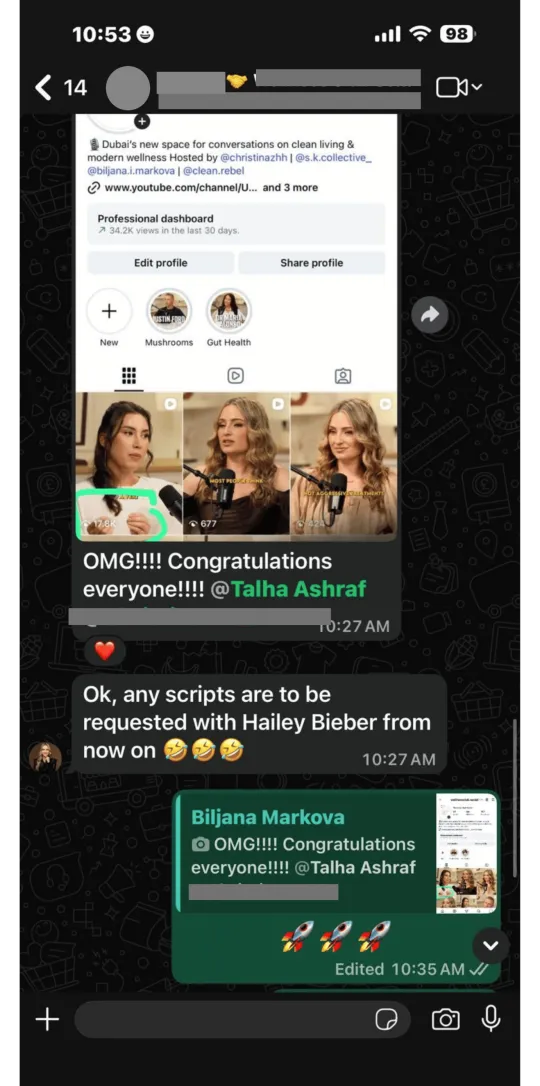 10:53
98
14
Dubai's new space for conversations on clean living &
modern wellness Hosted by @christinazhh | @s.k.collective_
@biljana.i.markova | @clean.rebel
www.youtube.com/channel/U... and 3 more
Professional dashboard
34.2K views in the last 30 days.
Edit profile
Share profile
New
Mushrooms
Gut Health
MOST PEOPLE THINK
17.6K
677
OMG!!!! Congratulations
everyone!!!! @Talha Ashraf
10:27 AM
❤️
Ok, any scripts are to be
requested with Hailey Bieber from
now on 🤣🤣🤣
10:27 AM
Biljana Markova
OMG!!!! Congratulations
everyone!!!! @Talha Ashraf
🚀🚀🚀
Edited 10:35 AM